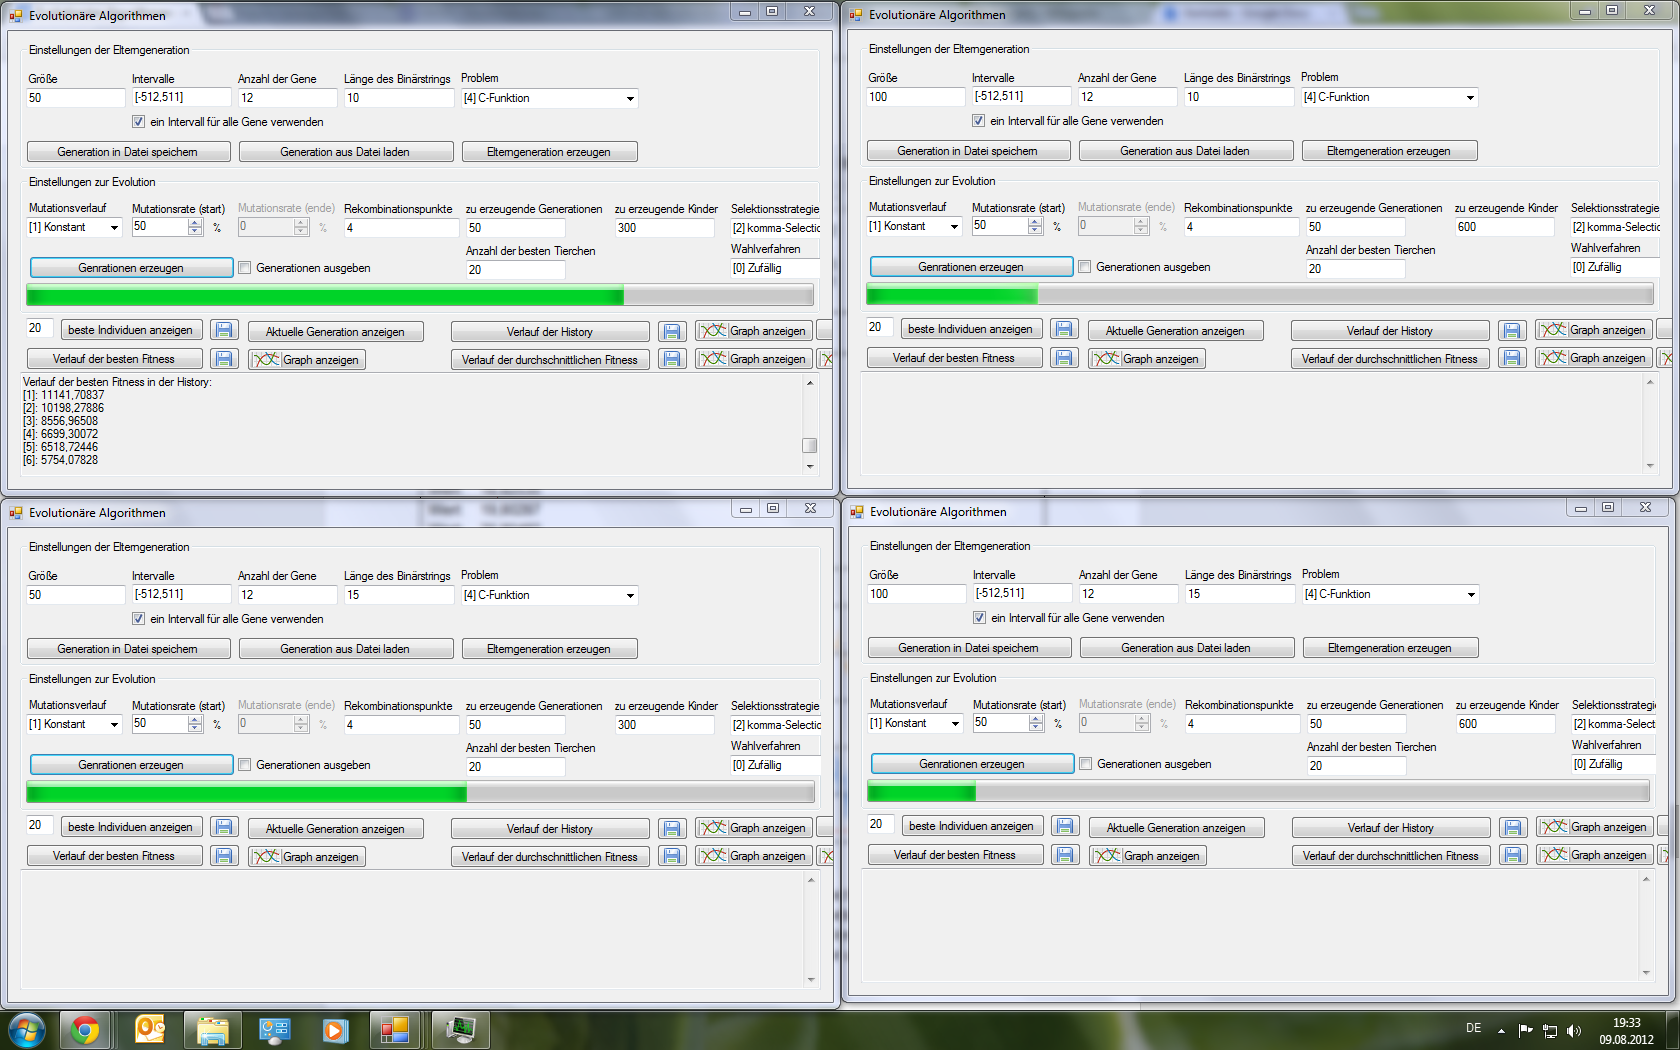 Evolutionäre Algorithmen
Einstellungen der Elterngeneration
Größe Intervalle Anzahl der Gene Länge des Binärstrings Problem
50 [-512,511] 12 10 [4] C-Funktion
ein Intervall für alle Gene verwenden
Generation in Datei speichern Generation aus Datei laden Elterngeneration erzeugen
Einstellungen zur Evolution
Mutationsverlauf Mutationsrate (start) Mutationsrate (ende) Rekombinationspunkte zu erzeugende Generationen zu erzeugende Kinder Selektionsstrategie
[1] Konstant 50 % 0 % 4 50 300 [2] komma-Selectio
Anzahl der besten Tierchen Wahlverfahren
Genrationen erzeugen Generationen ausgeben 20 [0] Zufällig
20 beste Individuen anzeigen Aktuelle Generation anzeigen Verlauf der History Graph anzeigen
Verlauf der besten Fitness Graph anzeigen Verlauf der durchschnittlichen Fitness Graph anzeigen
Verlauf der besten Fitness in der History:
[1]: 11141,70837
[2]: 10198,27886
[3]: 8556,96508
[4]: 6699,30072
[5]: 6518,72446
[6]: 5754,07828
Evolutionäre Algorithmen
Einstellungen der Elterngeneration
Größe Intervalle Anzahl der Gene Länge des Binärstrings Problem
100 [-512,511] 12 10 [4] C-Funktion
ein Intervall für alle Gene verwenden
Generation in Datei speichern Generation aus Datei laden Elterngeneration erzeugen
Einstellungen zur Evolution
Mutationsverlauf Mutationsrate (start) Mutationsrate (ende) Rekombinationspunkte zu erzeugende Generationen zu erzeugende Kinder Selektionsstrategie
[1] Konstant 50 % 0 % 4 50 600 [2] komma-Selectio
Anzahl der besten Tierchen Wahlverfahren
Genrationen erzeugen Generationen ausgeben 20 [0] Zufällig
20 beste Individuen anzeigen Aktuelle Generation anzeigen Verlauf der History Graph anzeigen
Verlauf der besten Fitness Graph anzeigen Verlauf der durchschnittlichen Fitness Graph anzeigen
Evolutionäre Algorithmen
Einstellungen der Elterngeneration
Größe Intervalle Anzahl der Gene Länge des Binärstrings Problem
50 [-512,511] 12 15 [4] C-Funktion
ein Intervall für alle Gene verwenden
Generation in Datei speichern Generation aus Datei laden Elterngeneration erzeugen
Einstellungen zur Evolution
Mutationsverlauf Mutationsrate (start) Mutationsrate (ende) Rekombinationspunkte zu erzeugende Generationen zu erzeugende Kinder Selektionsstrategie
[1] Konstant 50 % 0 % 4 50 300 [2] komma-Selectio
Anzahl der besten Tierchen Wahlverfahren
Genrationen erzeugen Generationen ausgeben 20 [0] Zufällig
20 beste Individuen anzeigen Aktuelle Generation anzeigen Verlauf der History Graph anzeigen
Verlauf der besten Fitness Graph anzeigen Verlauf der durchschnittlichen Fitness Graph anzeigen
Evolutionäre Algorithmen
Einstellungen der Elterngeneration
Größe Intervalle Anzahl der Gene Länge des Binärstrings Problem
100 [-512,511] 12 15 [4] C-Funktion
ein Intervall für alle Gene verwenden
Generation in Datei speichern Generation aus Datei laden Elterngeneration erzeugen
Einstellungen zur Evolution
Mutationsverlauf Mutationsrate (start) Mutationsrate (ende) Rekombinationspunkte zu erzeugende Generationen zu erzeugende Kinder Selektionsstrategi
[1] Konstant 50 % 0 % 4 50 600 [2] komma-Select
Anzahl der besten Tierchen Wahlverfahren
Genrationen erzeugen Generationen ausgeben 20 [0] Zufällig
20 beste Individuen anzeigen Aktuelle Generation anzeigen Verlauf der History Graph anzeigen
Verlauf der besten Fitness Graph anzeigen Verlauf der durchschnittlichen Fitness Graph anzeigen
DE 19:33
09.08.2012